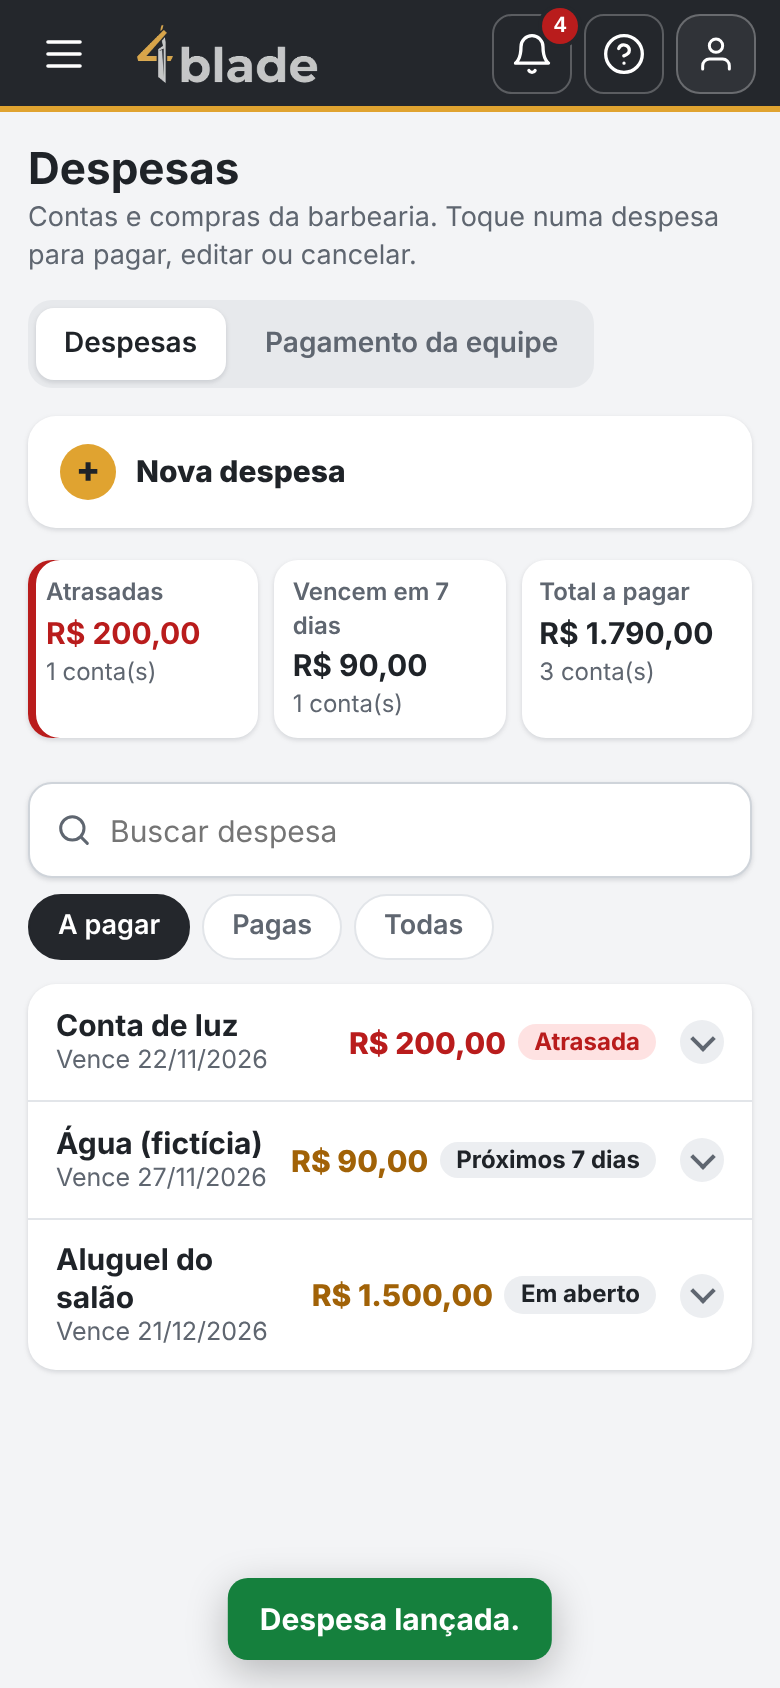 4blade
4
Despesas
Contas e compras da barbearia. Toque numa despesa
para pagar, editar ou cancelar.
Despesas
Pagamento da equipe
+ Nova despesa
Atrasadas
R$ 200,00
1 conta(s)
Vencem em 7
dias
R$ 90,00
1 conta(s)
Total a pagar
R$ 1.790,00
3 conta(s)
Buscar despesa
A pagar
Pagas
Todas
Conta de luz
Vence 22/11/2026
R$ 200,00
Atrasada
Água (fictícia)
Vence 27/11/2026
R$ 90,00
Próximos 7 dias
Aluguel do
salão
Vence 21/12/2026
R$ 1.500,00
Em aberto
Despesa lançada.